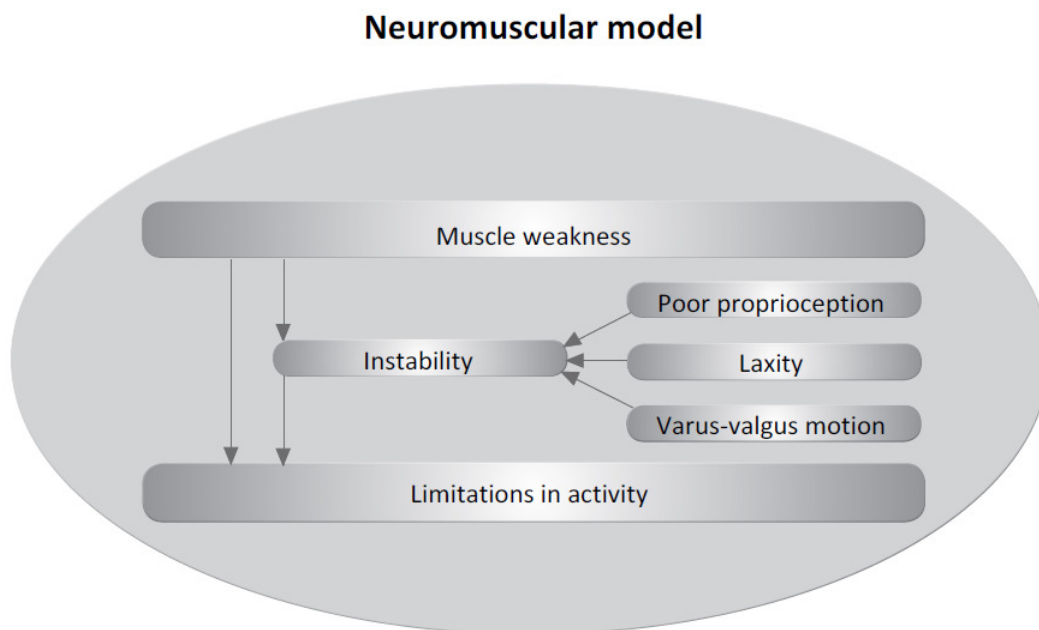 Neuromuscular model
Muscle weakness
Poor proprioception
Instability
Laxity
Varus-valgus motion
Limitations in activity